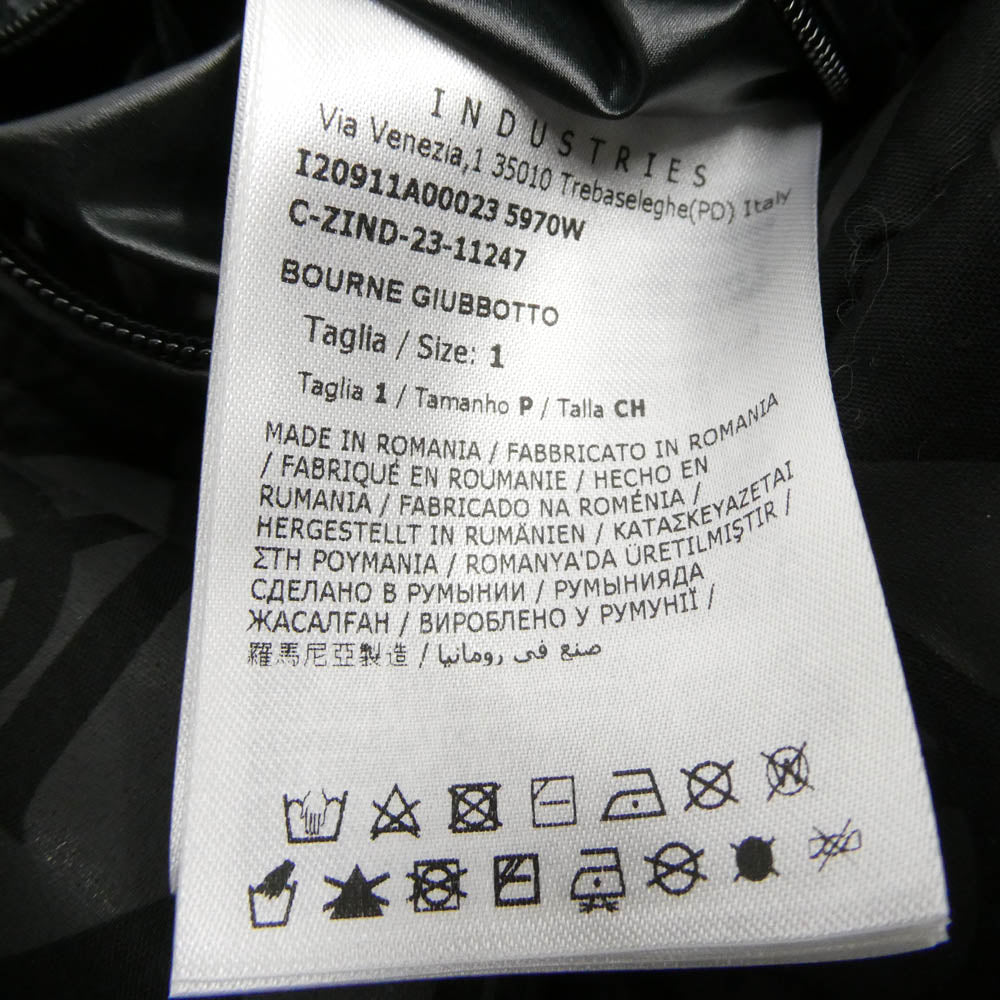 INDUSTRIES
Via Venezia,1 35010 Trebaseleghe(PD) Italy
I20911A00023 5970W
C-ZIND-23-11247
BOURNE GIUBBOTTO
Taglia / Size: 1
Taglia 1 / Tamanho P / Talla CH
MADE IN ROMANIA / FABBRICATO IN ROMANIA
/ FABRIQUÉ EN ROUMANIE / HECHO EN
RUMANIA / FABRICADO NA ROMÉNIA /
HERGESTELLT IN RUMÄNIEN / ΚΑΤΑΣΚΕΥΑΖΕΤΑΙ
ΣΤΗ ΡΟΥΜΑΝΙΑ / ROMANYA'DA ÜRETILMIŞTIR /
СДЕЛАНО В РУМЫНИИ / РУМЫНИЯДА
ЖАСАЛҒАН / ВИРОБЛЕНО У РУМУНІЇ /
羅馬尼亞製造 / صنع في رومانيا